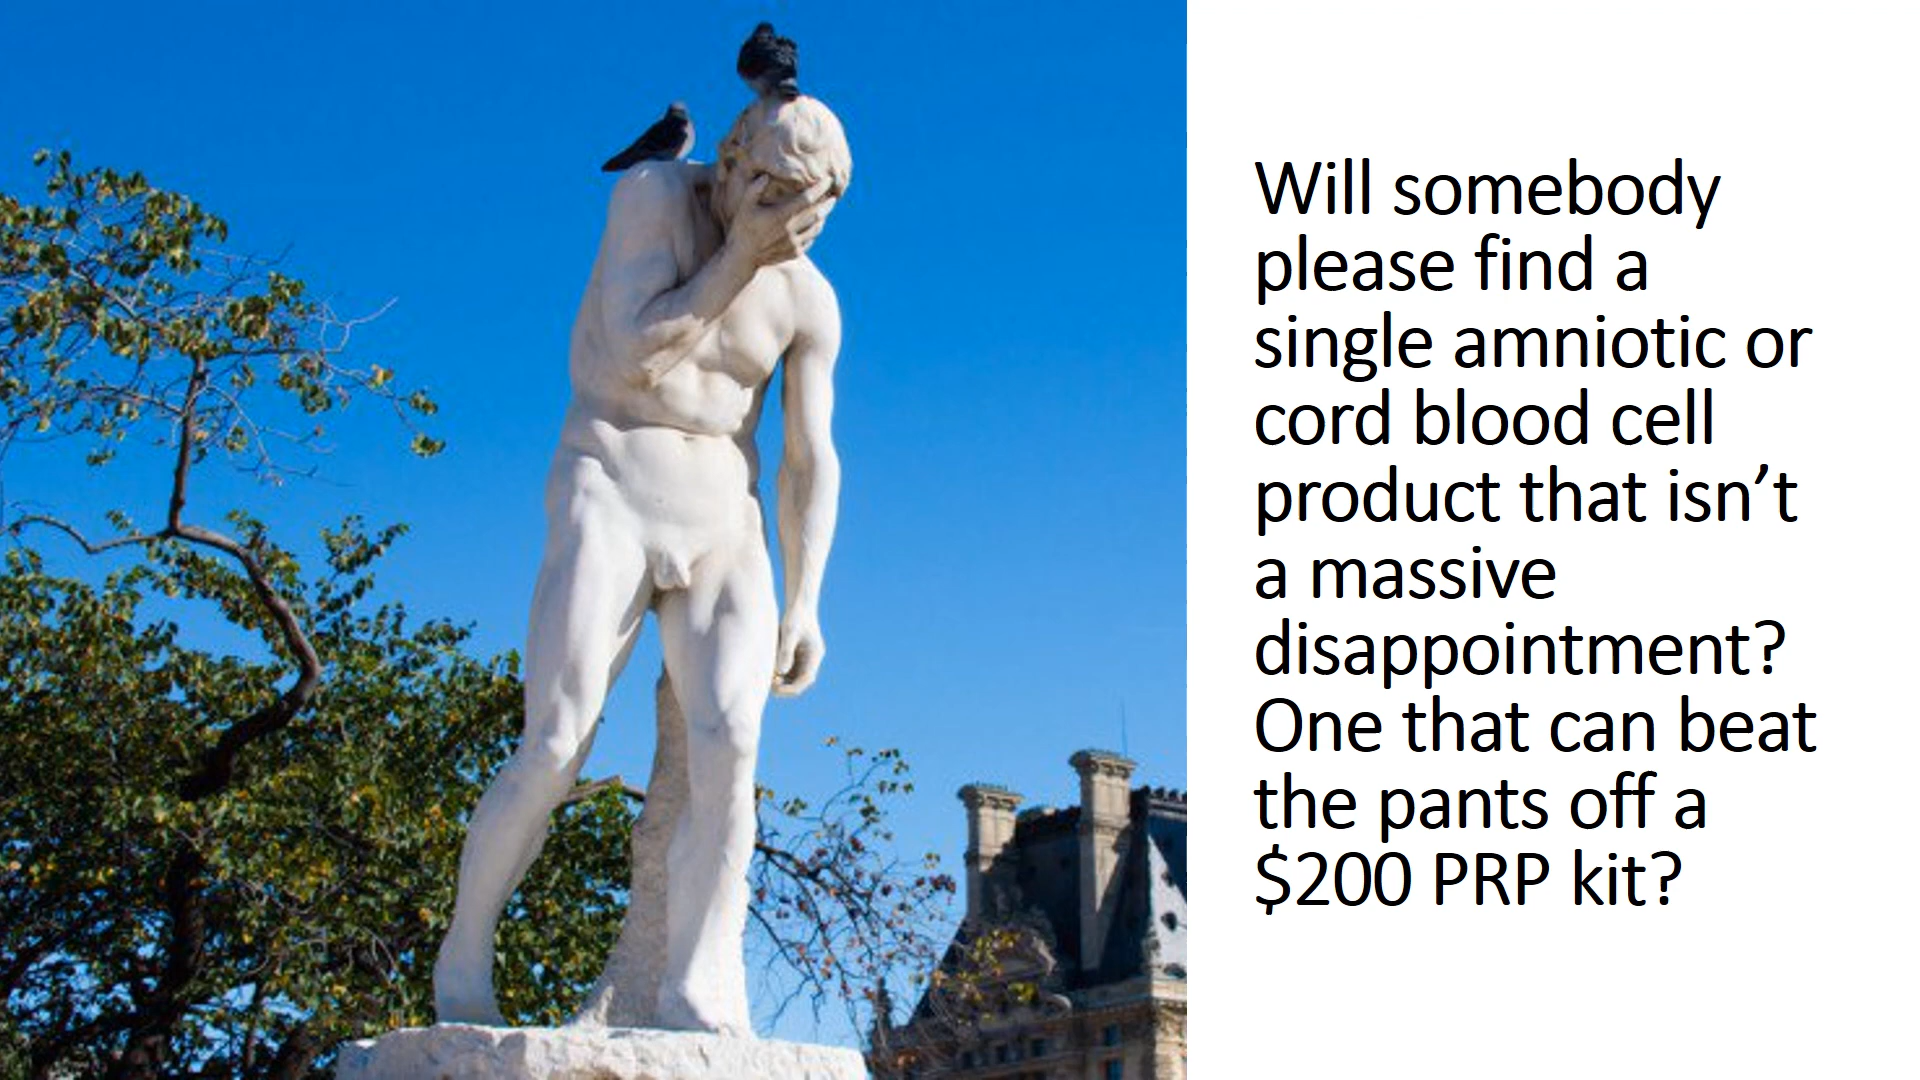 Will somebody
please find a
single amniotic or
cord blood cell
product that isn’t
a massive
disappointment?
One that can beat
the pants off a
$200 PRP kit?